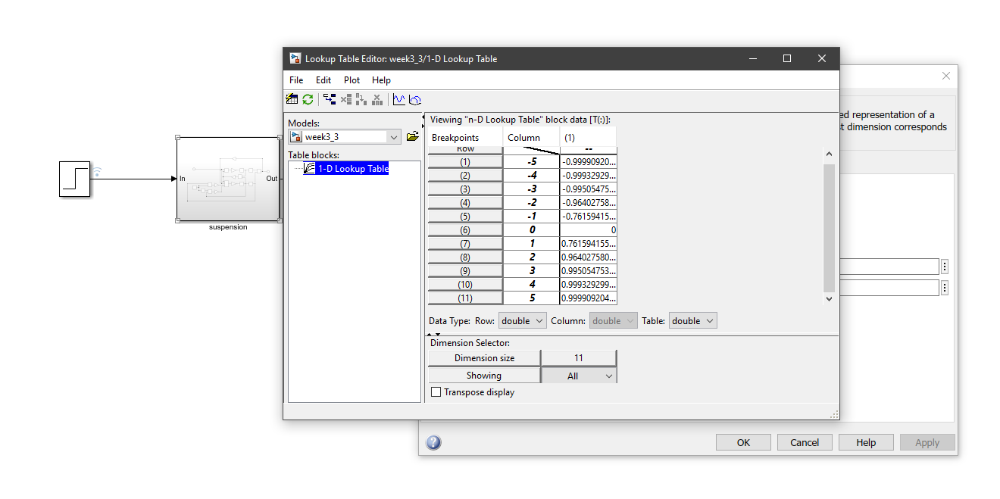 Lookup Table Editor: week3_3/1-D Lookup Table
File Edit Plot Help
Models:
week3_3
Table blocks:
1-D Lookup Table
Viewing "n-D Lookup Table" block data [T(:)]:
Breakpoints Column (1)
Row --
(1) -5 -0.99990920...
(2) -4 -0.99932929...
(3) -3 -0.99505475...
(4) -2 -0.96402758...
(5) -1 -0.76159415...
(6) 0 0
(7) 1 0.761594155...
(8) 2 0.964027580...
(9) 3 0.995054753...
(10) 4 0.999329299...
(11) 5 0.999909204...
Data Type: Row: double Column: double Table: double
Dimension Selector:
Dimension size 11
Showing All
Transpose display
In
Out
suspension
ed representation of a
st dimension corresponds
? OK Cancel Help Apply